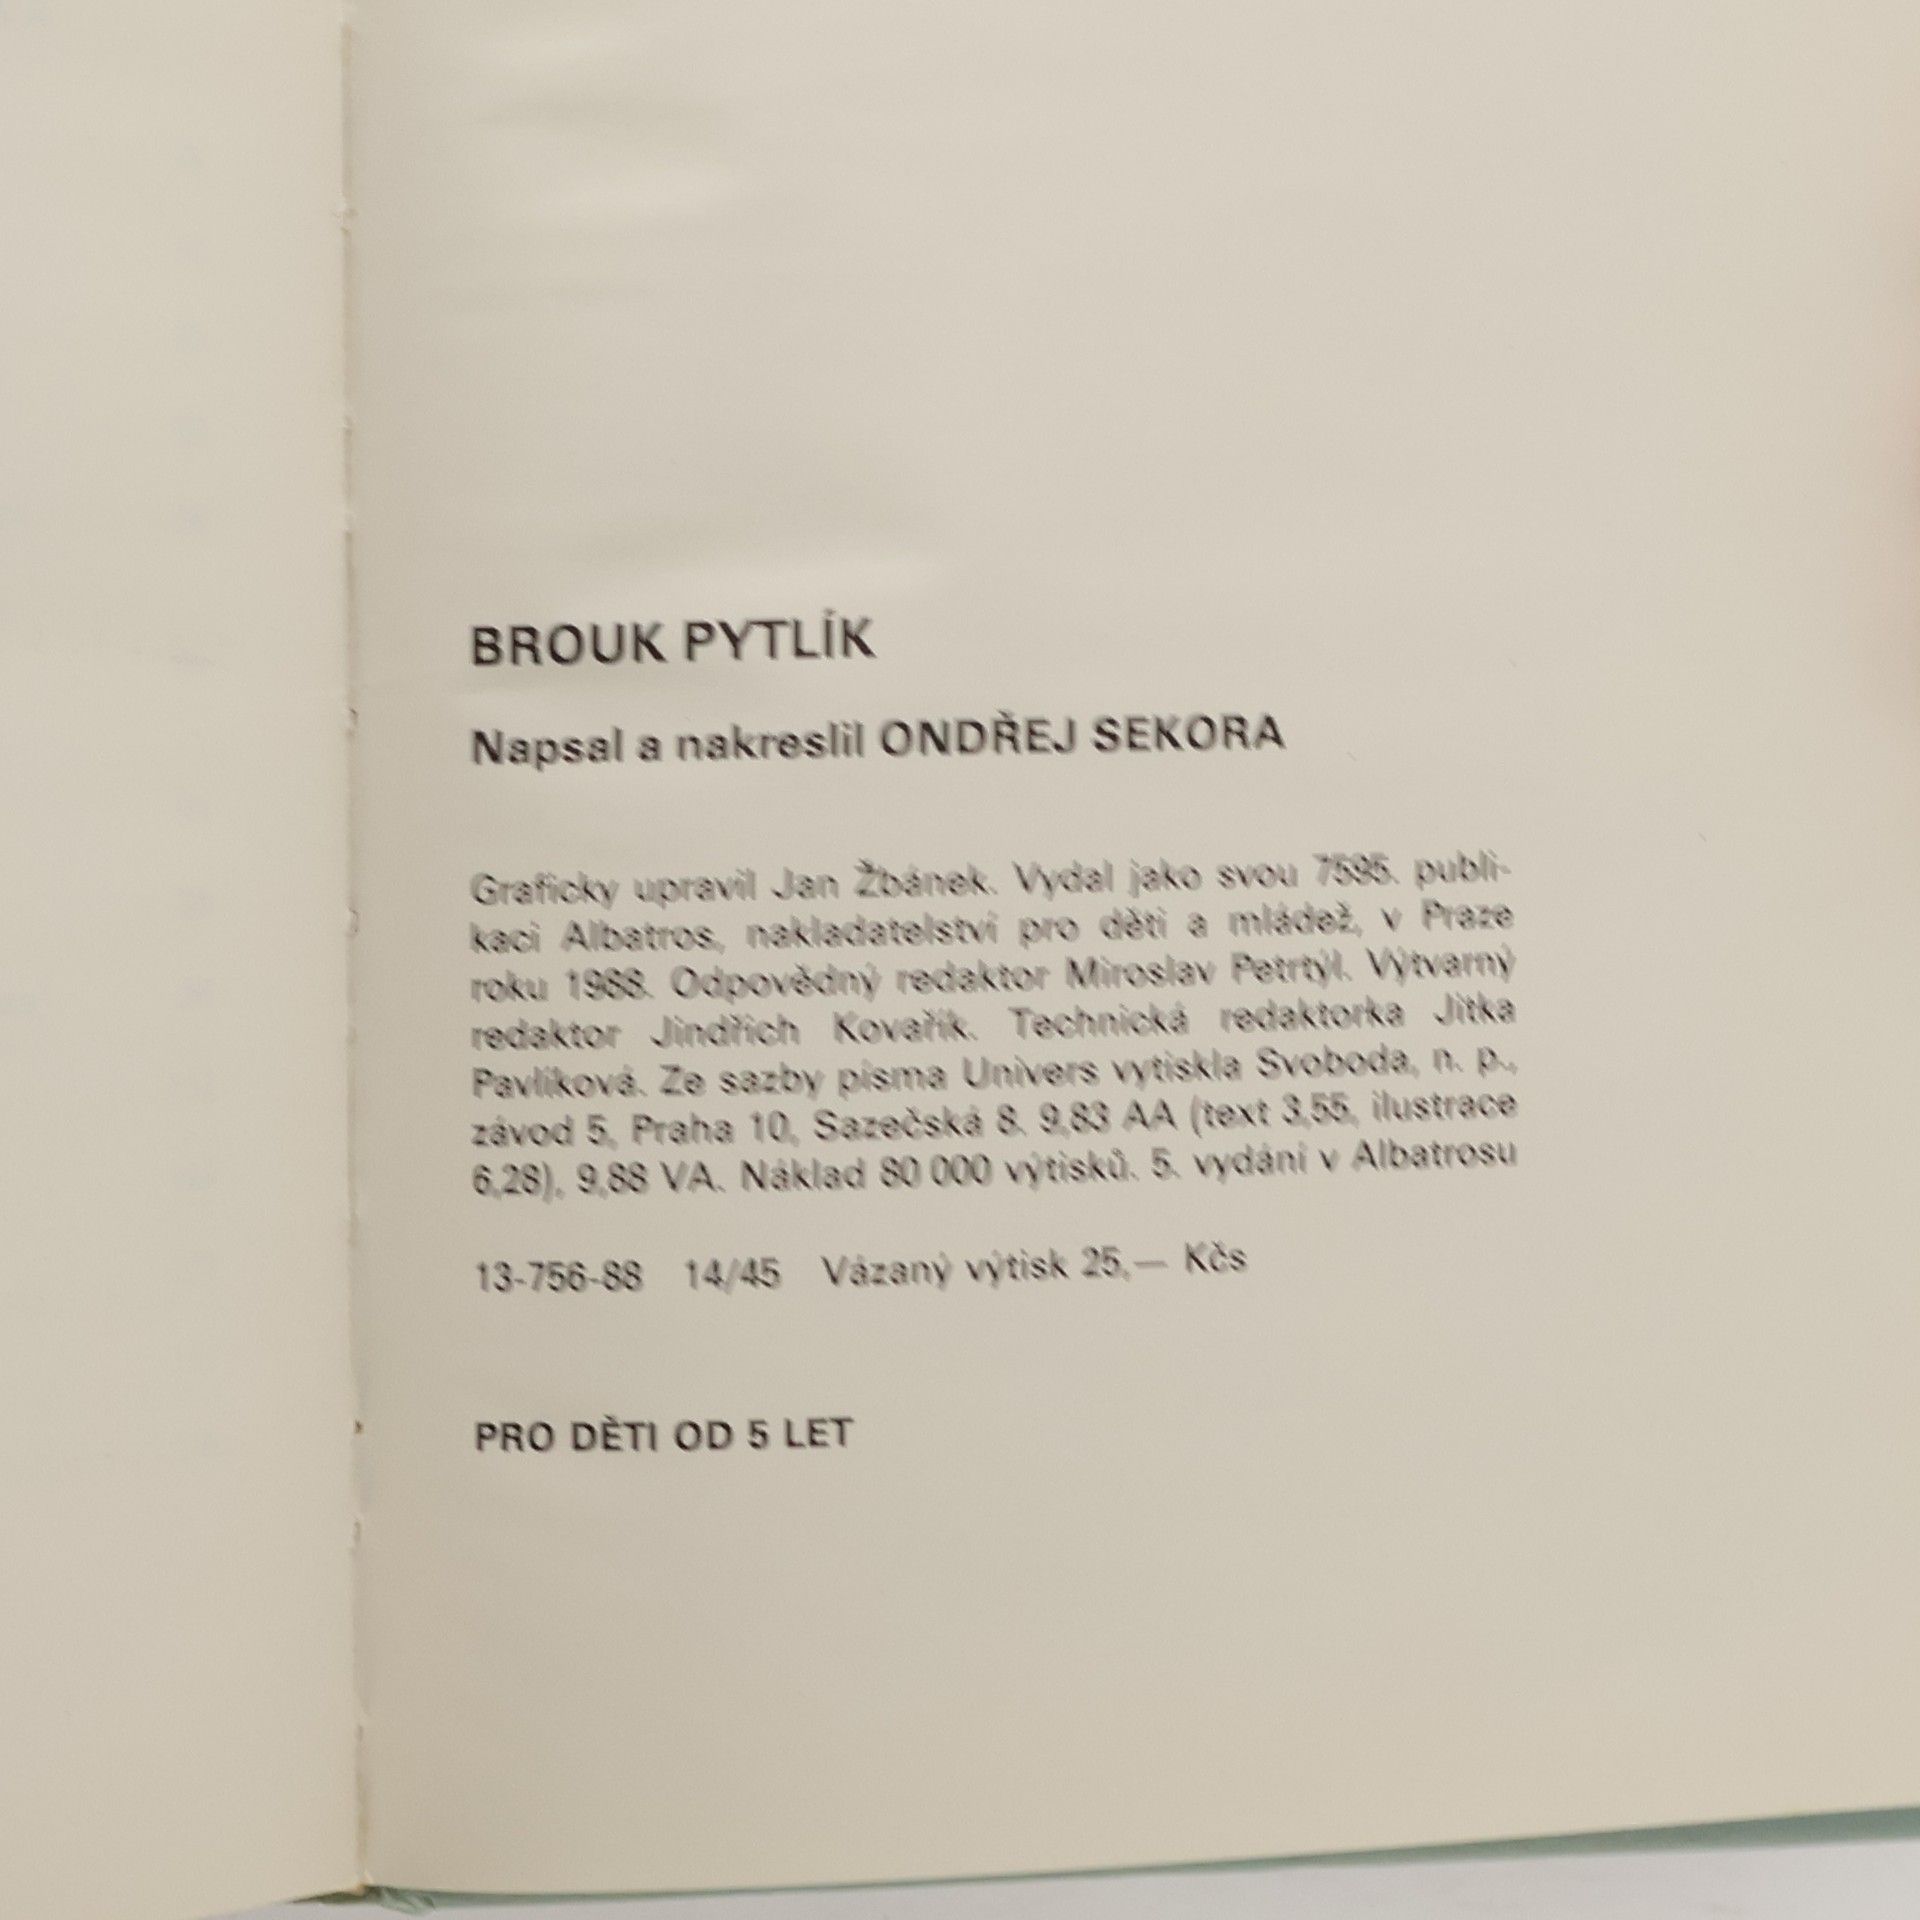 BROUK PYTLÍK
Napsal a nakreslil ONDŘEJ SEKORA
Graficky upravil Jan Žbánek. Vydal jako svou 7595. publi-
kaci Albatros, nakladatelství pro děti a mládež, v Praze
roku 1988. Odpovědný redaktor Miroslav Petrtýl. Výtvarný
redaktor Jindřich Kovařík. Technická redaktorka Jitka
Pavlíková. Ze sazby písma Univers vytiskla Svoboda, n. p.,
závod 5, Praha 10, Sazečská 8. 9,83 AA (text 3,55, ilustrace
6,28), 9,88 VA. Náklad 80 000 výtisků. 5. vydání v Albatrosu
13-756-88 14/45 Vázaný výtisk 25,— Kčs
PRO DĚTI OD 5 LET